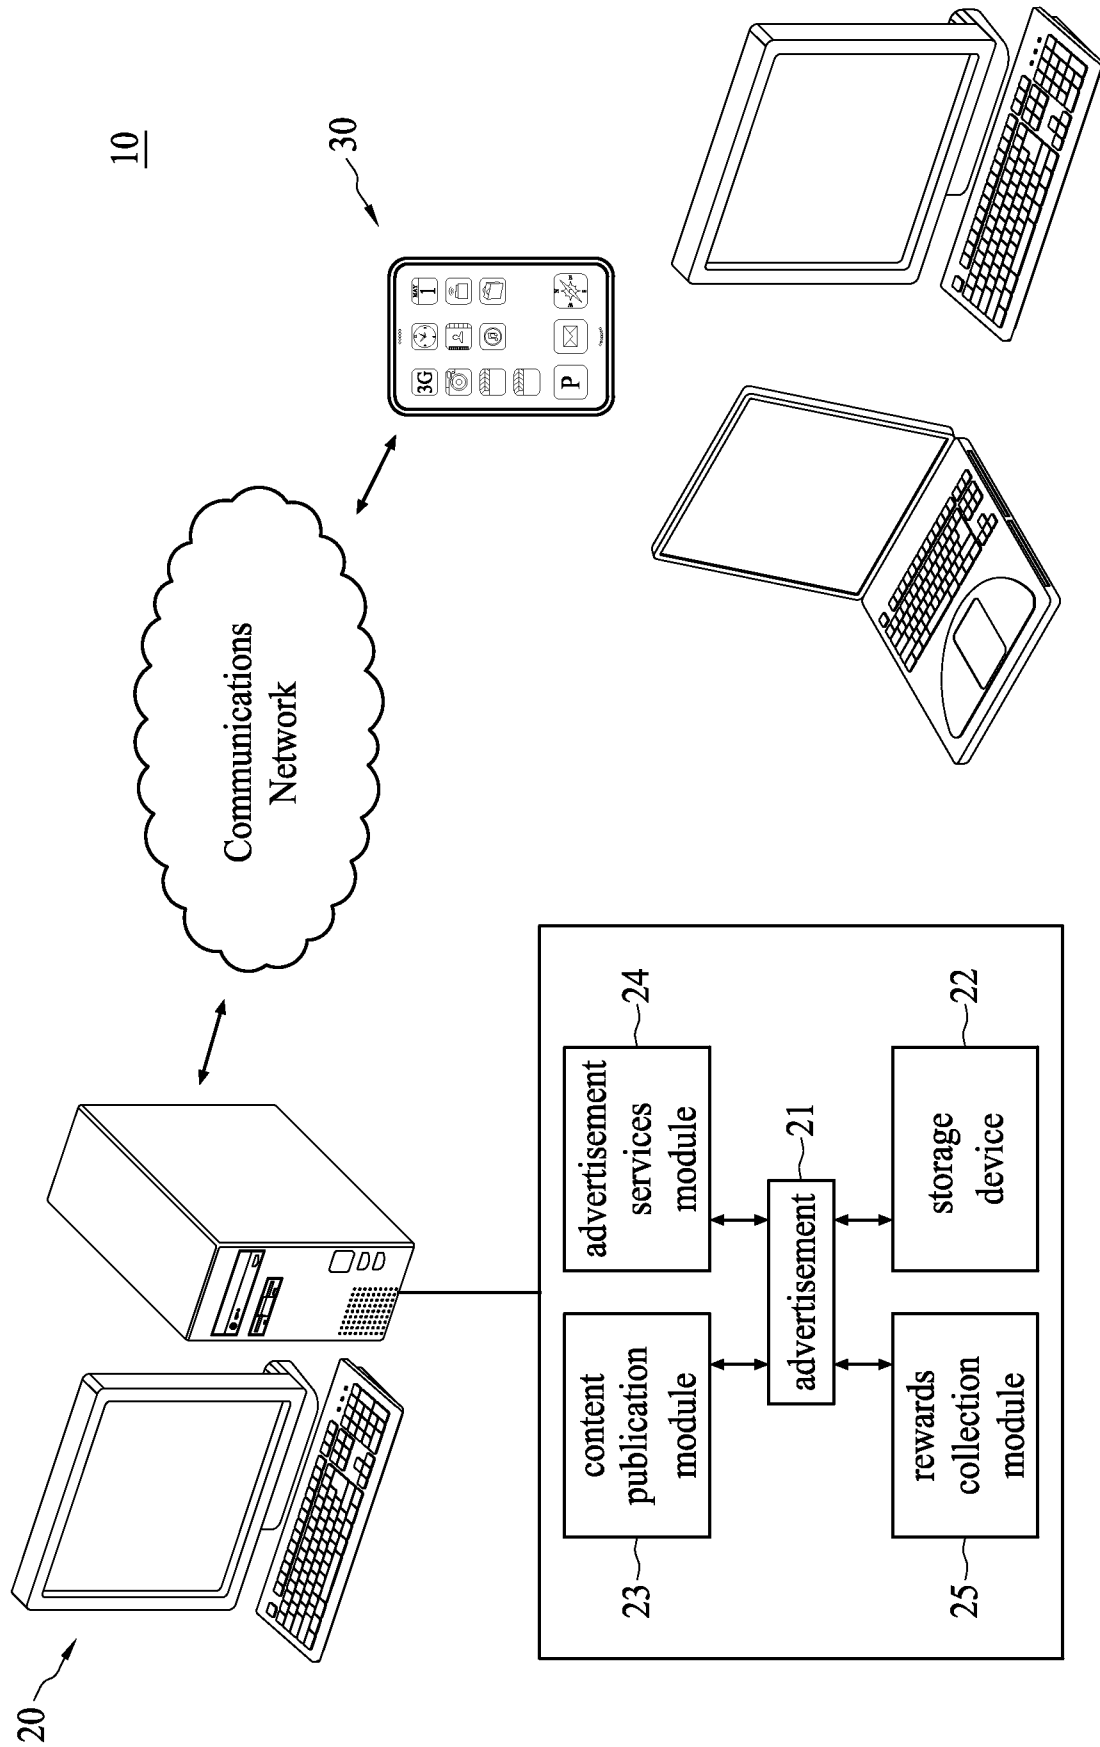 10
20
30
Communications
Network
3G
MAY
1
P
N
E
S
W
23
content
publication
module
advertisement
services
module
24
advertisement
21
25
rewards
collection
module
storage
device
22